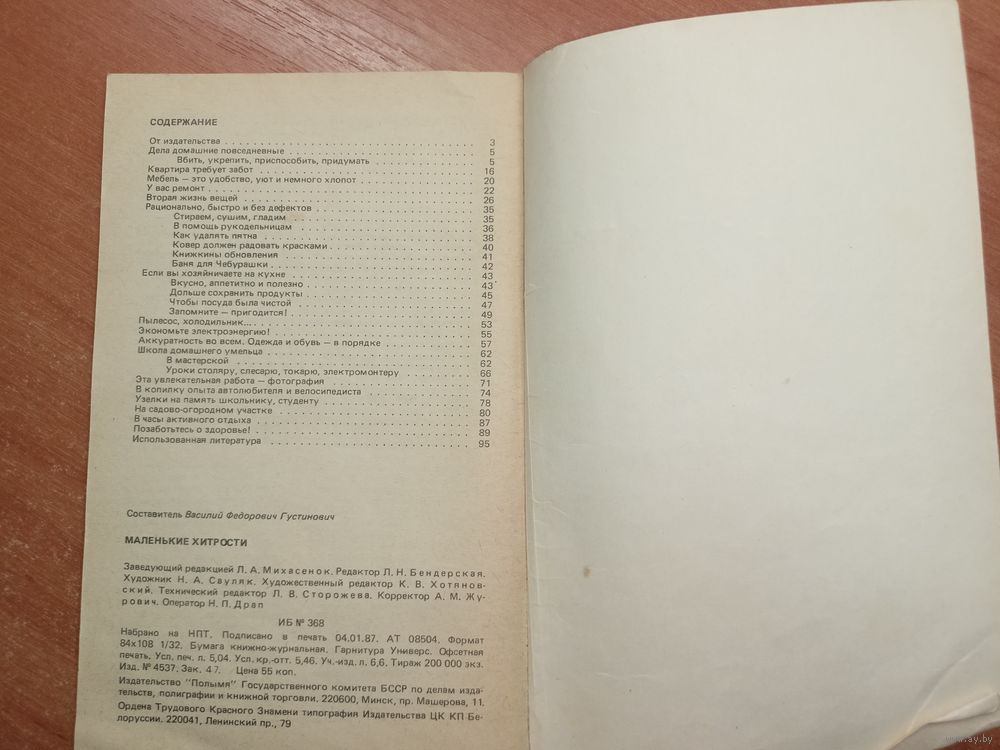 СОДЕРЖАНИЕ
От издательства . . . . . . . . . . . . . . . . . . . . 3
Дела домашние повседневные . . . . . . . . . . . . . . . . . . . . 5
Вбить, укрепить, приспособить, придумать . . . . . . . . . . 5
Квартира требует забот . . . . . . . . . . . . . . . . . . . . 16
Мебель — это удобство, уют и немного хлопот . . . . . . . . . . 20
У вас ремонт . . . . . . . . . . . . . . . . . . . . 22
Вторая жизнь вещей . . . . . . . . . . . . . . . . . . . . 26
Рационально, быстро и без дефектов . . . . . . . . . . . . . . . 35
Стираем, сушим, гладим . . . . . . . . . . . . . . . 35
В помощь рукодельницам . . . . . . . . . . . . . . . 36
Как удалять пятна . . . . . . . . . . . . . . . 38
Ковер должен радовать красками . . . . . . . . . . . . . . . 40
Книжкины обновления . . . . . . . . . . . . . . . 41
Баня для Чебурашки . . . . . . . . . . . . . . . 42
Если вы хозяйничаете на кухне . . . . . . . . . . . . . . . 43
Вкусно, аппетитно и полезно . . . . . . . . . . . . . . . 43
Дольше сохранить продукты . . . . . . . . . . . . . . . 45
Чтобы посуда была чистой . . . . . . . . . . . . . . . 47
Запомните — пригодится! . . . . . . . . . . . . . . . 49
Пылесос, холодильник... . . . . . . . . . . . . . . . . 53
Экономьте электроэнергию! . . . . . . . . . . . . . . . 55
Аккуратность во всем. Одежда и обувь — в порядке . . . . . . . . . . 57
Школа домашнего умельца . . . . . . . . . . . . . . . 62
В мастерской . . . . . . . . . . . . . . . 62
Уроки столяру, слесарю, токарю, электромонтеру . . . . . . . . 66
Эта увлекательная работа — фотография . . . . . . . . . . . . . . . 71
В копилку опыта автолюбителя и велосипедиста . . . . . . . . . . 74
Узелки на память школьнику, студенту . . . . . . . . . . . . . . . 78
На садово-огородном участке . . . . . . . . . . . . . . . 80
В часы активного отдыха . . . . . . . . . . . . . . . 87
Позаботьтесь о здоровье! . . . . . . . . . . . . . . . 89
Использованная литература . . . . . . . . . . . . . . . 95
Составитель Василий Федорович Густинович
МАЛЕНЬКИЕ ХИТРОСТИ
Заведующий редакцией Л. А. Михасенок. Редактор Л. Н. Бендерская.
Художник Н. А. Свуляк. Художественный редактор К. В. Хотянов-
ский. Технический редактор Л. В. Сторожева. Корректор А. М. Жу-
рович. Оператор Н. П. Драп
ИБ № 368
Набрано на НПТ. Подписано в печать 04.01.87. АТ 08504. Формат
84х108 1/32. Бумага книжно-журнальная. Гарнитура Универс. Офсетная
печать. Усл. печ. л. 5,04. Усл. кр.-отт. 5,46. Уч.-изд. л. 6,6. Тираж 200 000 экз.
Изд. № 4537. Зак. 47. Цена 55 коп.
Издательство "Полымя" Государственного комитета БССР по делам изда-
тельств, полиграфии и книжной торговли. 220600, Минск, пр. Машерова, 11.
Ордена Трудового Красного Знамени типография Издательства ЦК КП Бе-
лоруссии. 220041, Ленинский пр., 79
www.ay.by